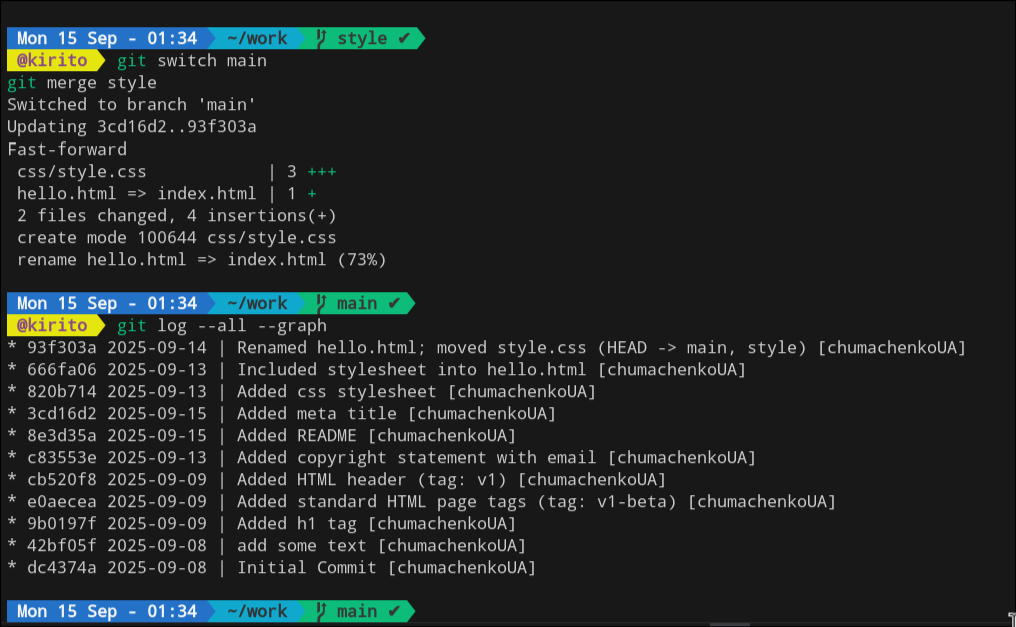 Mon 15 Sep - 01:34 ~/work style ✔
@kirito git switch main
git merge style
Switched to branch 'main'
Updating 3cd16d2..93f303a
Fast-forward
css/style.css | 3 +++
hello.html => index.html | 1 +
2 files changed, 4 insertions(+)
create mode 100644 css/style.css
rename hello.html => index.html (73%)
Mon 15 Sep - 01:34 ~/work main ✔
@kirito git log --all --graph
* 93f303a 2025-09-14 | Renamed hello.html; moved style.css (HEAD -> main, style) [chumachenkoUA]
* 666fa06 2025-09-13 | Included stylesheet into hello.html [chumachenkoUA]
* 820b714 2025-09-13 | Added css stylesheet [chumachenkoUA]
* 3cd16d2 2025-09-15 | Added meta title [chumachenkoUA]
* 8e3d35a 2025-09-15 | Added README [chumachenkoUA]
* c83553e 2025-09-13 | Added copyright statement with email [chumachenkoUA]
* cb520f8 2025-09-09 | Added HTML header (tag: v1) [chumachenkoUA]
* e0aecea 2025-09-09 | Added standard HTML page tags (tag: v1-beta) [chumachenkoUA]
* 9b0197f 2025-09-09 | Added h1 tag [chumachenkoUA]
* 42bf05f 2025-09-08 | add some text [chumachenkoUA]
* dc4374a 2025-09-08 | Initial Commit [chumachenkoUA]
Mon 15 Sep - 01:34 ~/work main ✔